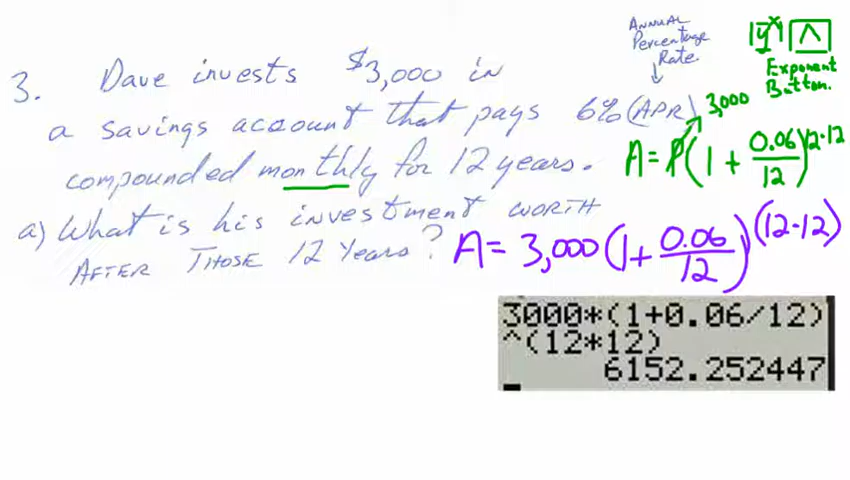 3. Dave invests $3,000 in
a savings account that pays 6% (APR)
compounded monthly for 12 years.
a) What is his investment WORTH
AFTER THOSE 12 Years?
ANNUAL
Percentage
Rate
3,000
A = P(1 + 0.06/12)^12·12
y^x ^
Exponent
Button.
A = 3,000(1 + 0.06/12)^(12·12)
3000*(1+0.06/12)
^(12*12)
6152.252447